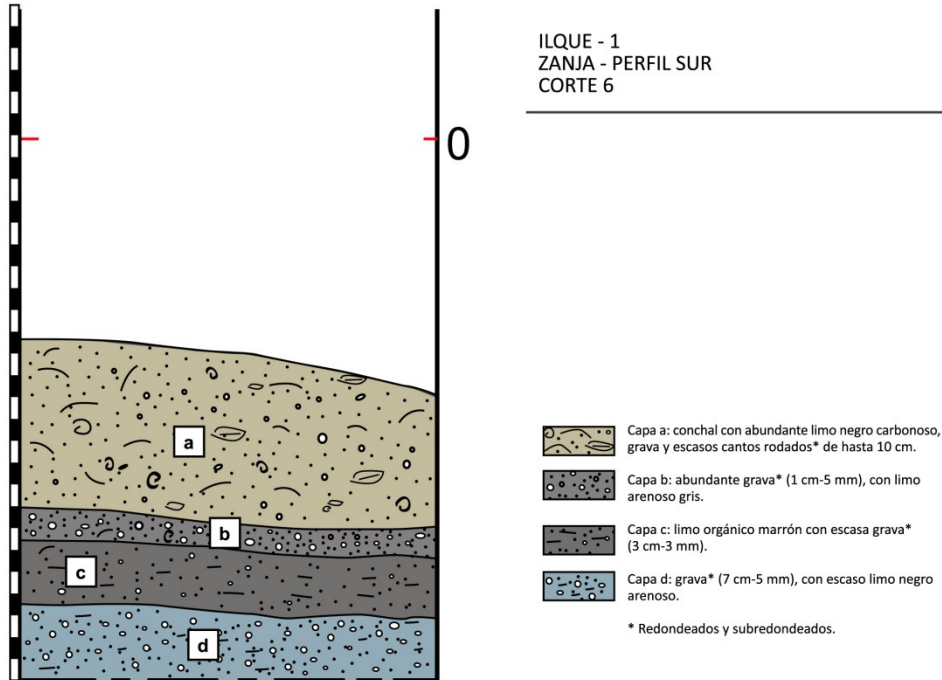 ILQUE - 1
ZANJA - PERFIL SUR
CORTE 6
0
a
b
c
d
Capa a: conchal con abundante limo negro carbonoso,
grava y escasos cantos rodados* de hasta 10 cm.
Capa b: abundante grava* (1 cm-5 mm), con limo
arenoso gris.
Capa c: limo orgánico marrón con escasa grava*
(3 cm-3 mm).
Capa d: grava* (7 cm-5 mm), con escaso limo negro
arenoso.
* Redondeados y subredondeados.